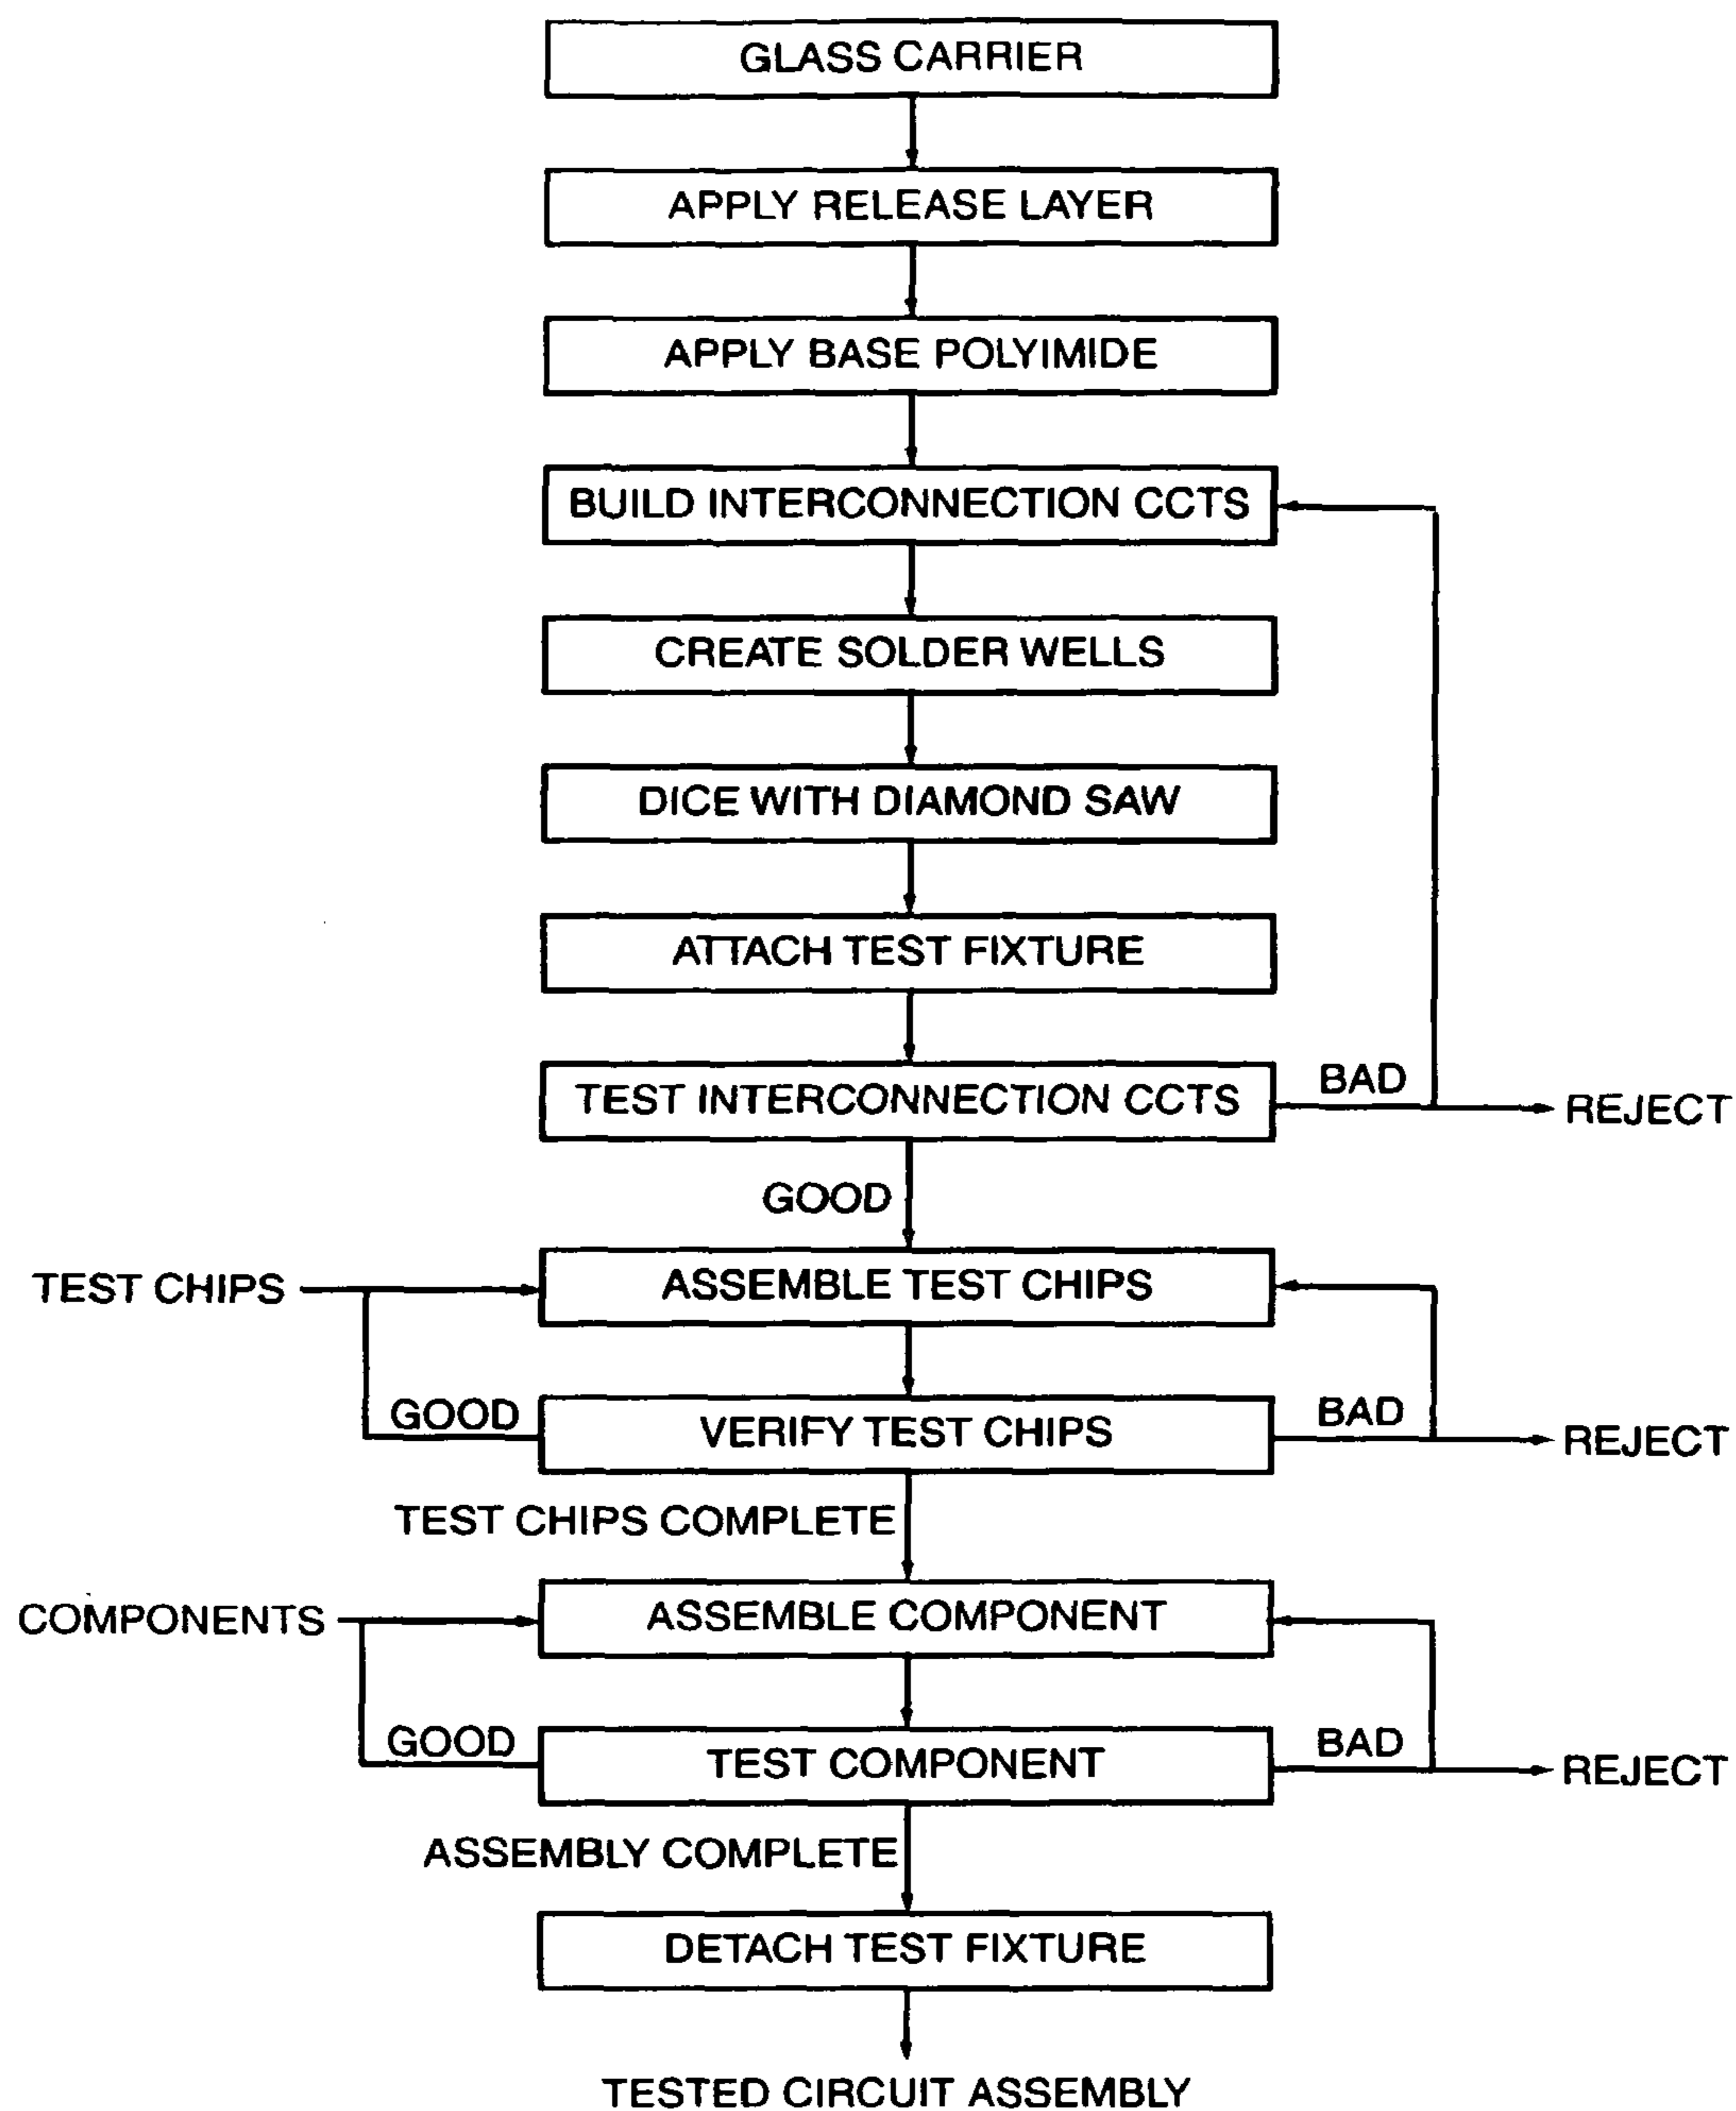 GLASS CARRIER
APPLY RELEASE LAYER
APPLY BASE POLYIMIDE
BUILD INTERCONNECTION CCTS
CREATE SOLDER WELLS
DICE WITH DIAMOND SAW
ATTACH TEST FIXTURE
TEST INTERCONNECTION CCTS
BAD
REJECT
GOOD
TEST CHIPS
ASSEMBLE TEST CHIPS
GOOD
VERIFY TEST CHIPS
BAD
REJECT
TEST CHIPS COMPLETE
COMPONENTS
ASSEMBLE COMPONENT
GOOD
TEST COMPONENT
BAD
REJECT
ASSEMBLY COMPLETE
DETACH TEST FIXTURE
TESTED CIRCUIT ASSEMBLY